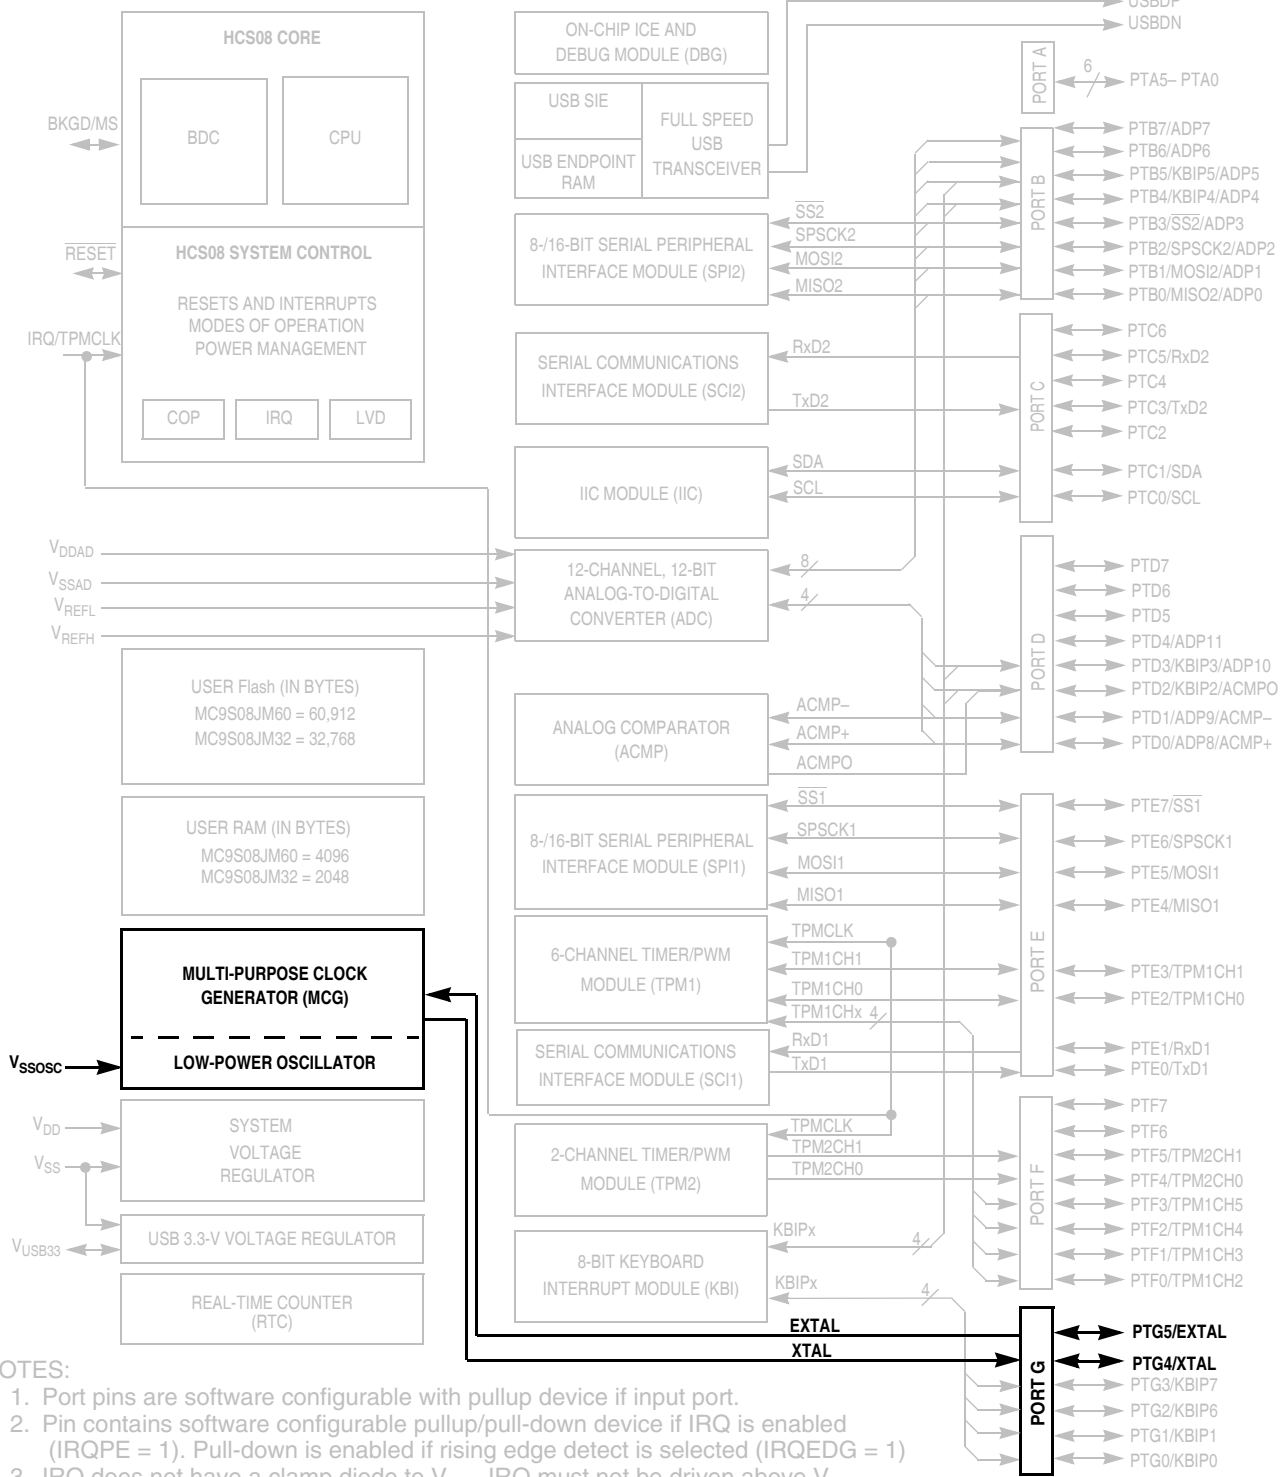 USBDP
USBDN
HCS08 CORE
BDC
CPU
BKGD/MS
RESET
HCS08 SYSTEM CONTROL
RESETS AND INTERRUPTS
MODES OF OPERATION
POWER MANAGEMENT
IRQ/TPMCLK
COP
IRQ
LVD
VDDAD
VSSAD
VREFL
VREFH
USER Flash (IN BYTES)
MC9S08JM60 = 60,912
MC9S08JM32 = 32,768
USER RAM (IN BYTES)
MC9S08JM60 = 4096
MC9S08JM32 = 2048
MULTI-PURPOSE CLOCK
GENERATOR (MCG)
LOW-POWER OSCILLATOR
VSSOSC
SYSTEM
VOLTAGE
REGULATOR
VDD
VSS
USB 3.3-V VOLTAGE REGULATOR
VUSB33
REAL-TIME COUNTER
(RTC)
ON-CHIP ICE AND
DEBUG MODULE (DBG)
USB SIE
USB ENDPOINT
RAM
FULL SPEED
USB
TRANSCEIVER
8-/16-BIT SERIAL PERIPHERAL
INTERFACE MODULE (SPI2)
SS2
SPSCK2
MOSI2
MISO2
SERIAL COMMUNICATIONS
INTERFACE MODULE (SCI2)
RxD2
TxD2
IIC MODULE (IIC)
SDA
SCL
12-CHANNEL, 12-BIT
ANALOG-TO-DIGITAL
CONVERTER (ADC)
8
4
ANALOG COMPARATOR
(ACMP)
ACMP–
ACMP+
ACMPO
8-/16-BIT SERIAL PERIPHERAL
INTERFACE MODULE (SPI1)
SS1
SPSCK1
MOSI1
MISO1
6-CHANNEL TIMER/PWM
MODULE (TPM1)
TPMCLK
TPM1CH1
TPM1CH0
TPM1CHx 4
SERIAL COMMUNICATIONS
INTERFACE MODULE (SCI1)
RxD1
TxD1
2-CHANNEL TIMER/PWM
MODULE (TPM2)
TPMCLK
TPM2CH1
TPM2CH0
8-BIT KEYBOARD
INTERRUPT MODULE (KBI)
KBIPx
4
KBIPx
4
EXTAL
XTAL
PORT A
6
PTA5– PTA0
PORT B
PTB7/ADP7
PTB6/ADP6
PTB5/KBIP5/ADP5
PTB4/KBIP4/ADP4
PTB3/SS2/ADP3
PTB2/SPSCK2/ADP2
PTB1/MOSI2/ADP1
PTB0/MISO2/ADP0
PORT C
PTC6
PTC5/RxD2
PTC4
PTC3/TxD2
PTC2
PTC1/SDA
PTC0/SCL
PORT D
PTD7
PTD6
PTD5
PTD4/ADP11
PTD3/KBIP3/ADP10
PTD2/KBIP2/ACMPO
PTD1/ADP9/ACMP–
PTD0/ADP8/ACMP+
PORT E
PTE7/SS1
PTE6/SPSCK1
PTE5/MOSI1
PTE4/MISO1
PTE3/TPM1CH1
PTE2/TPM1CH0
PTE1/RxD1
PTE0/TxD1
PORT F
PTF7
PTF6
PTF5/TPM2CH1
PTF4/TPM2CH0
PTF3/TPM1CH5
PTF2/TPM1CH4
PTF1/TPM1CH3
PTF0/TPM1CH2
PORT G
PTG5/EXTAL
PTG4/XTAL
PTG3/KBIP7
PTG2/KBIP6
PTG1/KBIP1
PTG0/KBIP0
OTES:
1. Port pins are software configurable with pullup device if input port.
2. Pin contains software configurable pullup/pull-down device if IRQ is enabled
(IRQPE = 1). Pull-down is enabled if rising edge detect is selected (IRQEDG = 1)
3. IRQ does not have a clamp diode to V IRQ must not be driven above V